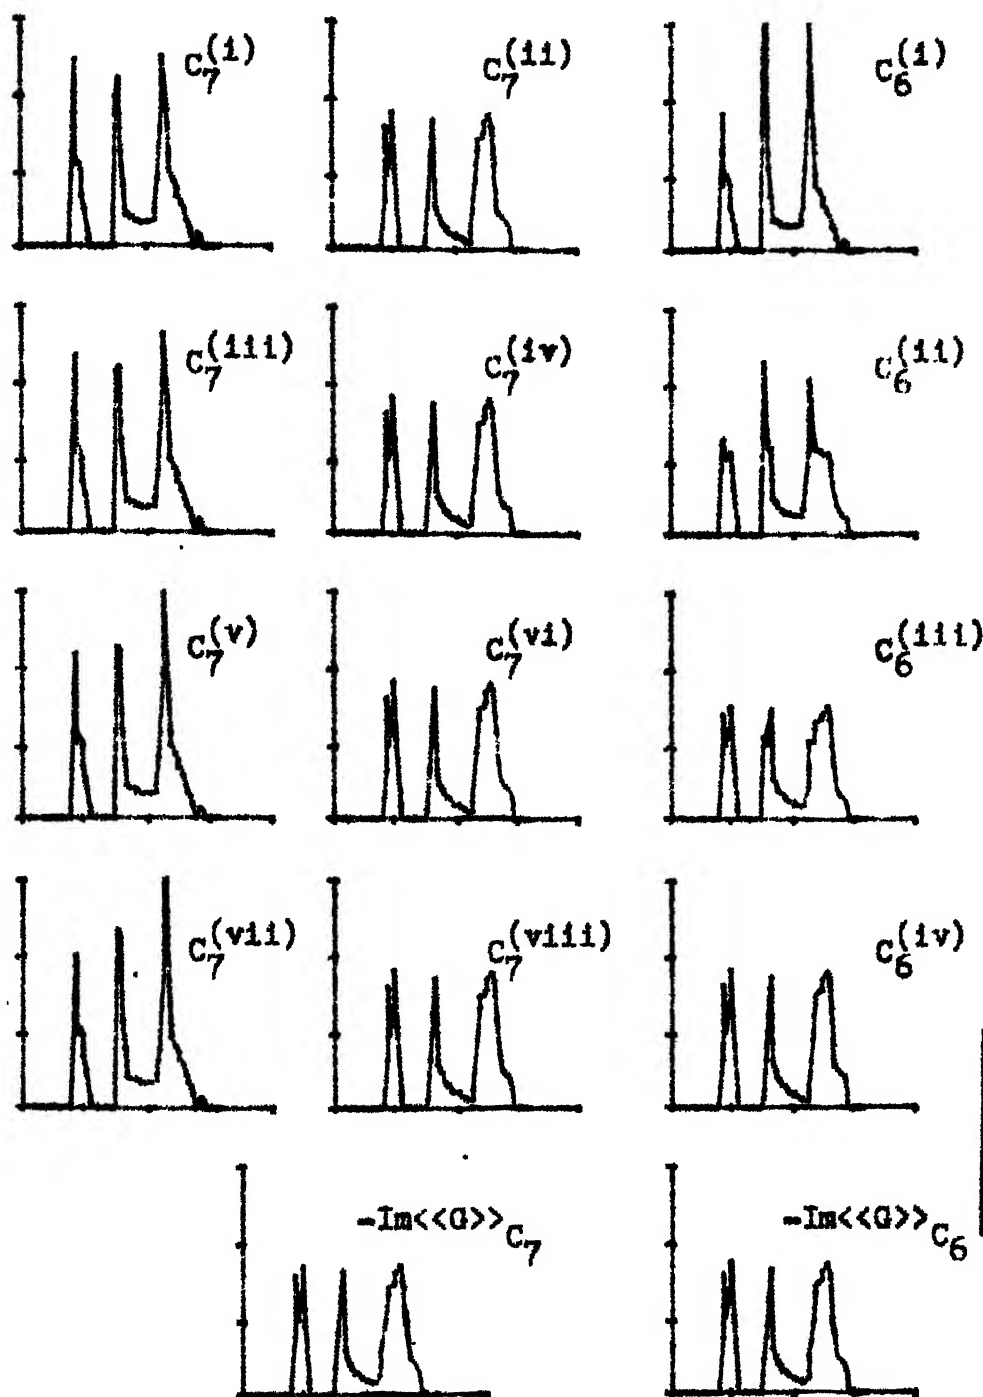 C₇⁽ⁱ⁾ C₇⁽ⁱⁱ⁾ C₆⁽ⁱ⁾
C₇⁽ⁱⁱⁱ⁾ C₇⁽ⁱᵛ⁾ C₆⁽ⁱⁱ⁾
C₇⁽ᵛ⁾ C₇⁽ᵛⁱ⁾ C₆⁽ⁱⁱⁱ⁾
C₇⁽ᵛⁱⁱ⁾ C₇⁽ᵛⁱⁱⁱ⁾ C₆⁽ⁱᵛ⁾
-Im<<G>>C₇ -Im<<G>>C₆